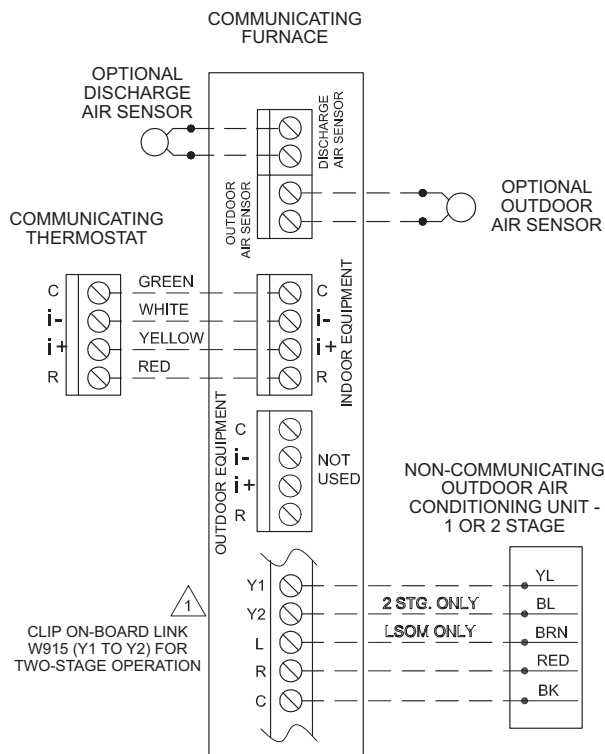 COMMUNICATING
FURNACE
OPTIONAL
DISCHARGE
AIR SENSOR
DISCHARGE
AIR SENSOR
OUTDOOR
AIR SENSOR
OPTIONAL
OUTDOOR
AIR SENSOR
COMMUNICATING
THERMOSTAT
C GREEN C
i- WHITE i-
i+ YELLOW i+
R RED R
INDOOR EQUIPMENT
OUTDOOR EQUIPMENT
C
i-
i+
R
NOT
USED
NON-COMMUNICATING
OUTDOOR AIR
CONDITIONING UNIT -
1 OR 2 STAGE
Y1 YL
Y2 2 STG. ONLY BL
L LSOM ONLY BRN
R RED
C BK
1
CLIP ON-BOARD LINK
W915 (Y1 TO Y2) FOR
TWO-STAGE OPERATION